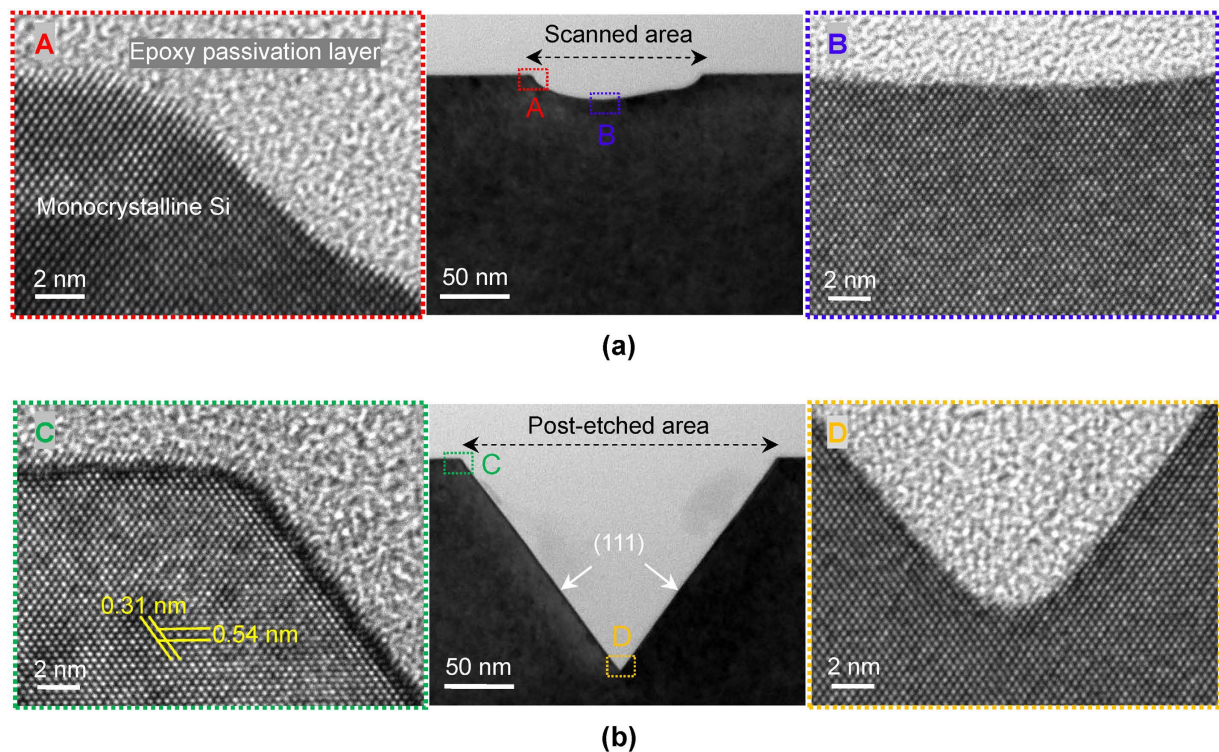 A
Epoxy passivation layer
Monocrystalline Si
2 nm
Scanned area
A
B
50 nm
B
2 nm
(a)
C
0.31 nm
0.54 nm
2 nm
Post-etched area
C
(111)
D
50 nm
D
2 nm
(b)